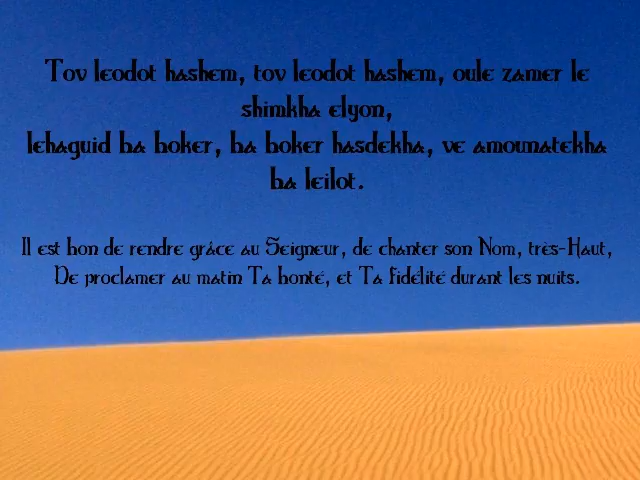 Tov leodot hashem, tov leodot hashem, oule zamer le
shimkha elyon,
lehaguid ba boker, ba boker hasdekha, ve amounatekha
ba leilot.
Il est bon de rendre grâce au Seigneur, de chanter son Nom, très-Haut,
De proclamer au matin Ta bonté, et Ta fidélité durant les nuits.